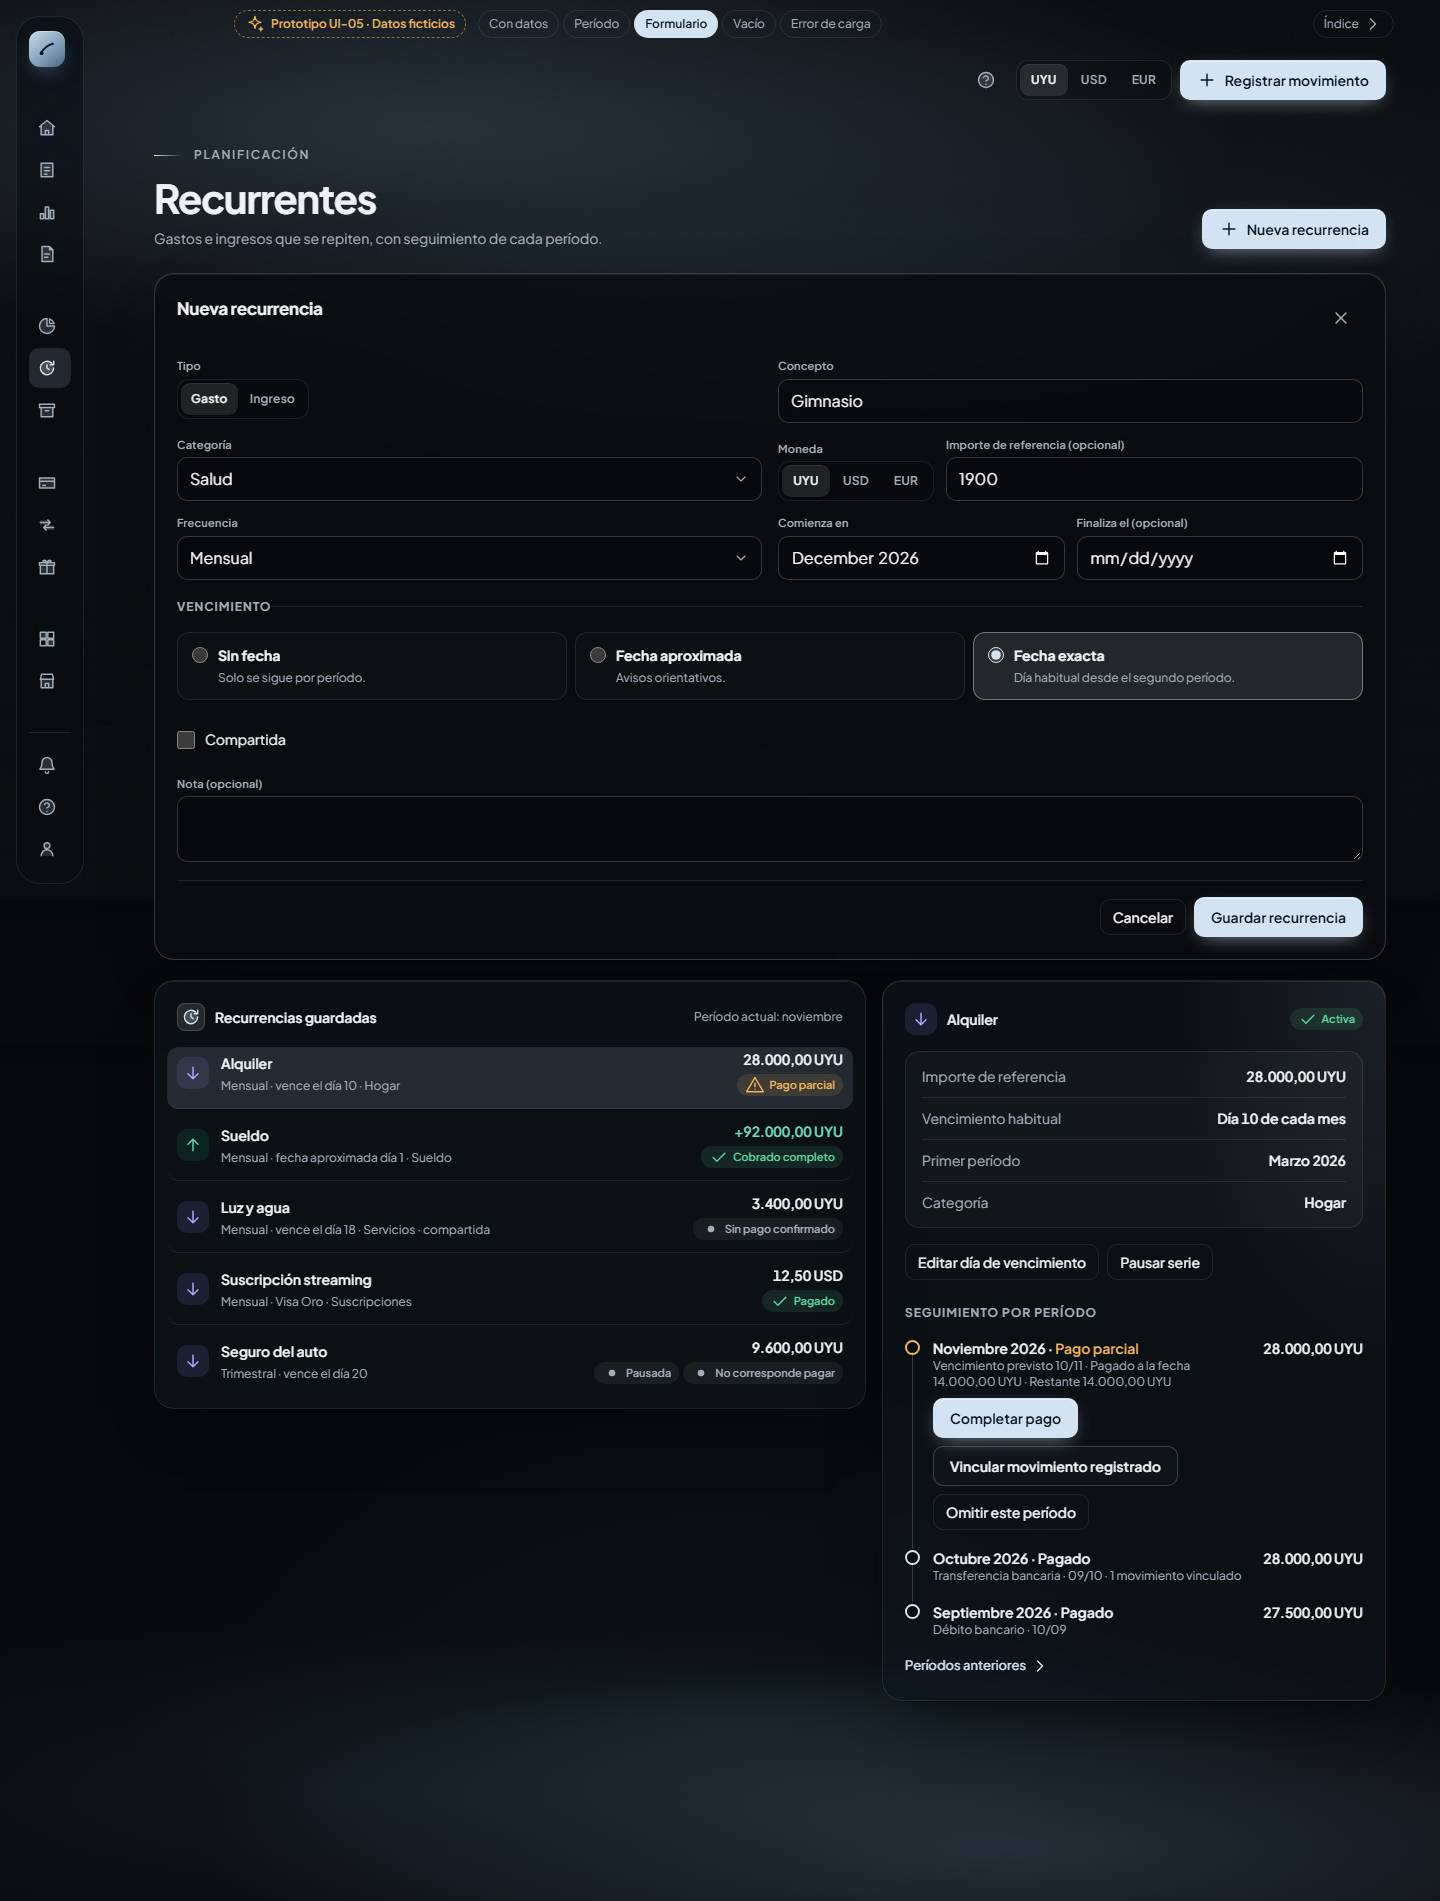 Prototipo UI-05 · Datos ficticios
Con datos
Período
Formulario
Vacío
Error de carga
Índice
UYU
USD
EUR
Registrar movimiento
PLANIFICACIÓN
Recurrentes
Gastos e ingresos que se repiten, con seguimiento de cada período.
Nueva recurrencia
Nueva recurrencia
Tipo
Gasto
Ingreso
Concepto
Gimnasio
Categoría
Salud
Moneda
UYU
USD
EUR
Importe de referencia (opcional)
1900
Frecuencia
Mensual
Comienza en
December 2026
Finaliza el (opcional)
mm/dd/yyyy
VENCIMIENTO
Sin fecha
Solo se sigue por período.
Fecha aproximada
Avisos orientativos.
Fecha exacta
Día habitual desde el segundo período.
Compartida
Nota (opcional)
Cancelar
Guardar recurrencia
Recurrencias guardadas
Período actual: noviembre
Alquiler
28.000,00 UYU
Mensual · vence el día 10 · Hogar
Pago parcial
Sueldo
+92.000,00 UYU
Mensual · fecha aproximada día 1 · Sueldo
Cobrado completo
Luz y agua
3.400,00 UYU
Mensual · vence el día 18 · Servicios · compartida
Sin pago confirmado
Suscripción streaming
12,50 USD
Mensual · Visa Oro · Suscripciones
Pagado
Seguro del auto
9.600,00 UYU
Trimestral · vence el día 20
Pausada
No corresponde pagar
Alquiler
Activa
Importe de referencia
28.000,00 UYU
Vencimiento habitual
Día 10 de cada mes
Primer período
Marzo 2026
Categoría
Hogar
Editar día de vencimiento
Pausar serie
SEGUIMIENTO POR PERÍODO
Noviembre 2026 · Pago parcial
28.000,00 UYU
Vencimiento previsto 10/11 · Pagado a la fecha
14.000,00 UYU · Restante 14.000,00 UYU
Completar pago
Vincular movimiento registrado
Omitir este período
Octubre 2026 · Pagado
28.000,00 UYU
Transferencia bancaria · 09/10 · 1 movimiento vinculado
Septiembre 2026 · Pagado
27.500,00 UYU
Débito bancario · 10/09
Períodos anteriores